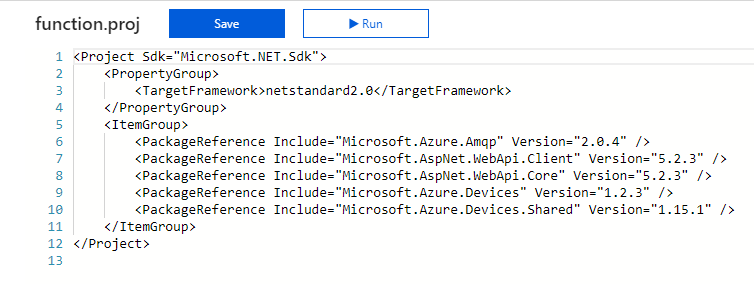 function.proj Save Run
1 <Project Sdk="Microsoft.NET.Sdk">
2 <PropertyGroup>
3 <TargetFramework>netstandard2.0</TargetFramework>
4 </PropertyGroup>
5 <ItemGroup>
6 <PackageReference Include="Microsoft.Azure.Amqp" Version="2.0.4" />
7 <PackageReference Include="Microsoft.AspNet.WebApi.Client" Version="5.2.3" />
8 <PackageReference Include="Microsoft.AspNet.WebApi.Core" Version="5.2.3" />
9 <PackageReference Include="Microsoft.Azure.Devices" Version="1.2.3" />
10 <PackageReference Include="Microsoft.Azure.Devices.Shared" Version="1.15.1" />
11 </ItemGroup>
12 </Project>
13